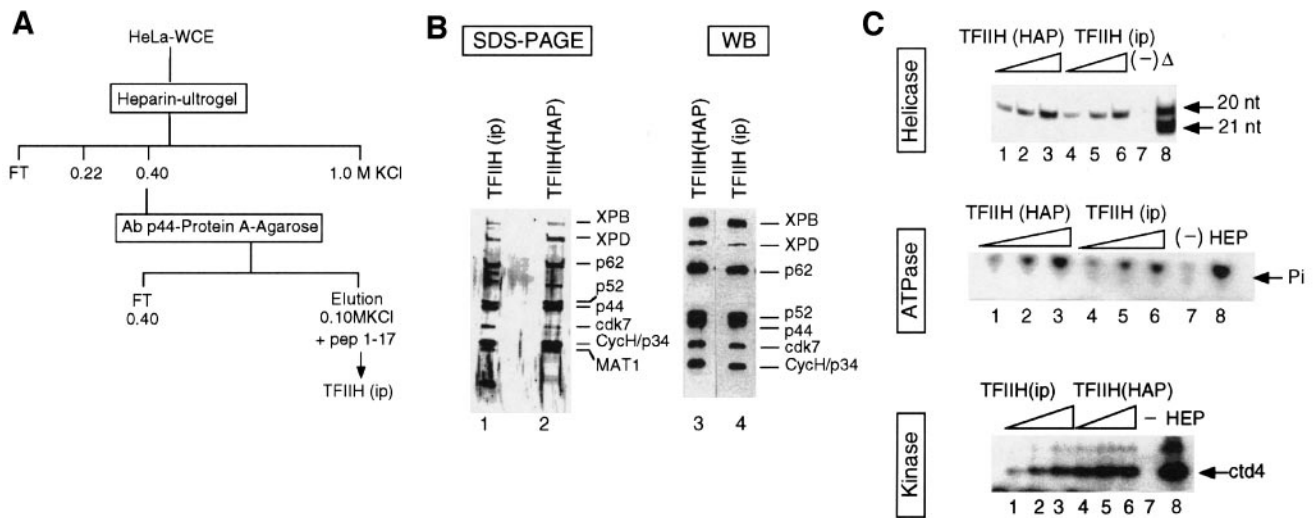 A
HeLa-WCE
Heparin-ultrogel
FT 0.22 0.40 1.0 M KCl
Ab p44-Protein A-Agarose
FT
0.40
Elution
0.10MKCl
+ pep 1-17
TFIIH (ip)
B
SDS-PAGE
WB
TFIIH (ip)
TFIIH(HAP)
TFIIH(HAP)
TFIIH (ip)
XPB
XPD
p62
p52
p44
cdk7
CycH/p34
MAT1
1 2
XPB
XPD
p62
p52
p44
cdk7
CycH/p34
3 4
C
Helicase
TFIIH (HAP) TFIIH (ip)
(-) Δ
20 nt
21 nt
1 2 3 4 5 6 7 8
ATPase
TFIIH (HAP) TFIIH (ip)
(-) HEP
Pi
1 2 3 4 5 6 7 8
Kinase
TFIIH(ip) TFIIH(HAP)
- HEP
ctd4
1 2 3 4 5 6 7 8